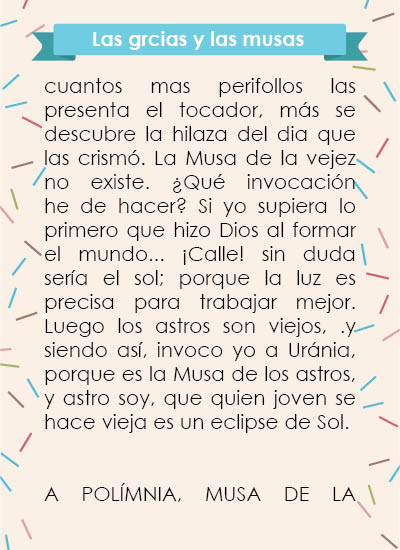 Las grcias y las musas
cuantos mas perifollos las
presenta el tocador, más se
descubre la hilaza del dia que
las crismó. La Musa de la vejez
no existe. ¿Qué invocación
he de hacer? Si yo supiera lo
primero que hizo Dios al formar
el mundo... ¡Calle! sin duda
sería el sol; porque la luz es
precisa para trabajar mejor.
Luego los astros son viejos, .y
siendo así, invoco yo a Uránia,
porque es la Musa de los astros,
y astro soy, que quien joven se
hace vieja es un eclipse de Sol.
A POLÍMNIA, MUSA DE LA